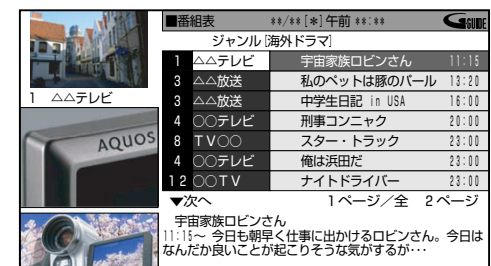 ■番組表 **/** [*] 午前 **:** G-GUIDE
ジャンル [海外ドラマ]
1 △△テレビ 宇宙家族ロビンさん 11:15
3 △△放送 私のペットは豚のバール 13:20
3 △△放送 中学生日記 in USA 16:00
4 ○○テレビ 刑事コンニャク 20:00
8 TV○○ スター・トラック 23:00
4 ○○テレビ 俺は浜田だ 23:00
12 ○○TV ナイトドライバー 23:00
▼次へ 1ページ／全 2ページ
宇宙家族ロビンさん
11:15～ 今日も朝早く仕事に出かけるロビンさん。今日は
なんだか良いことが起こりそうな気がするが･･･
1 △△テレビ
AQUOS